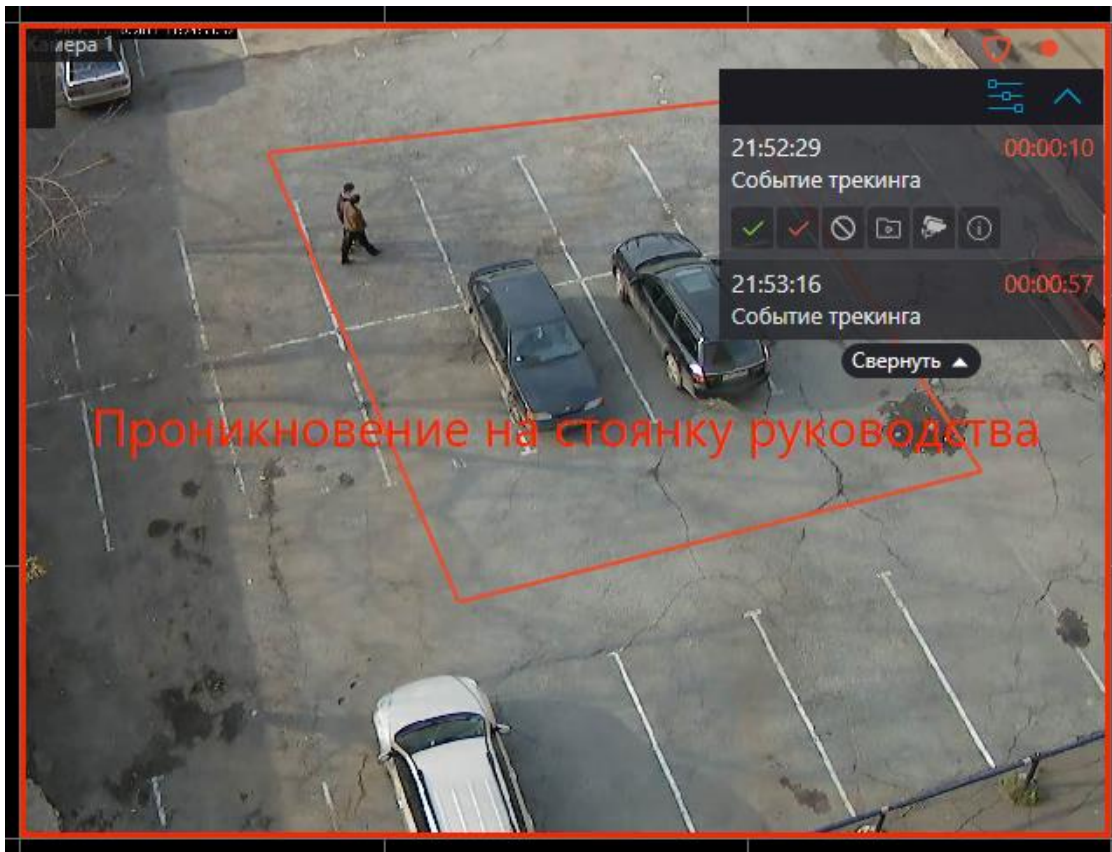 Камера 1
21:52:29 00:00:10
Событие трекинга
21:53:16 00:00:57
Событие трекинга
Свернуть
Проникновение на стоянку руководства